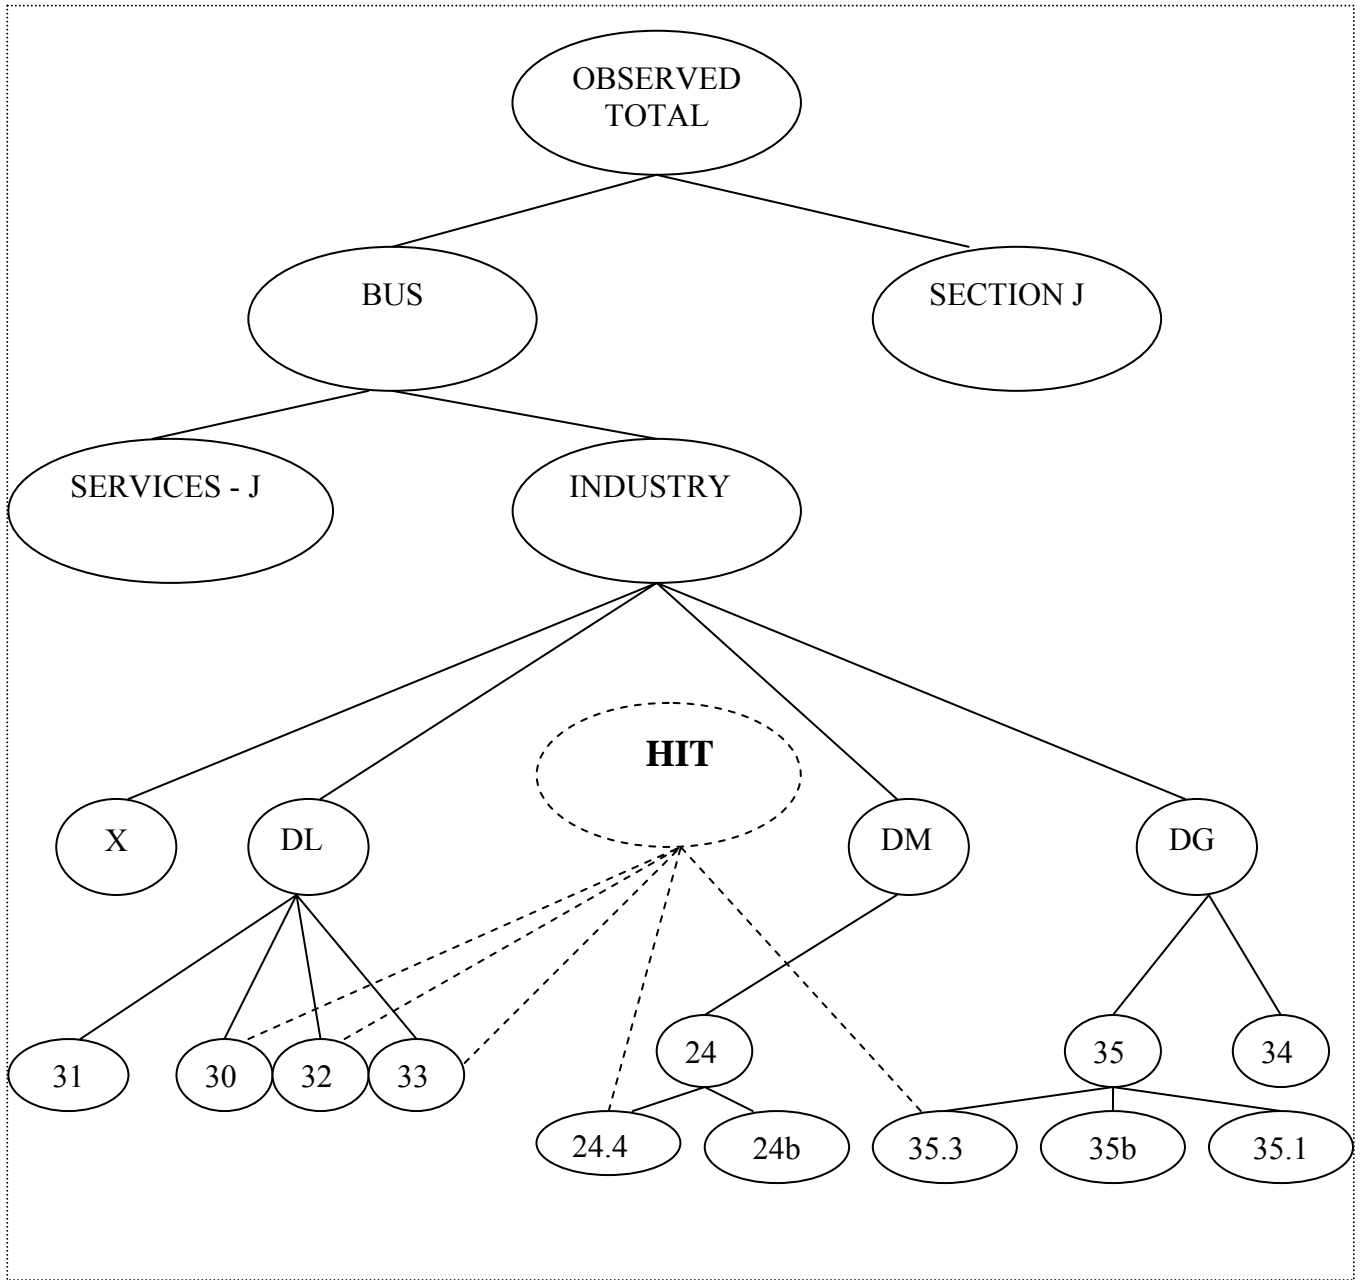 OBSERVED
TOTAL
BUS
SECTION J
SERVICES - J
INDUSTRY
HIT
X
DL
DM
DG
31
30
32
33
24
35
34
24.4
24b
35.3
35b
35.1